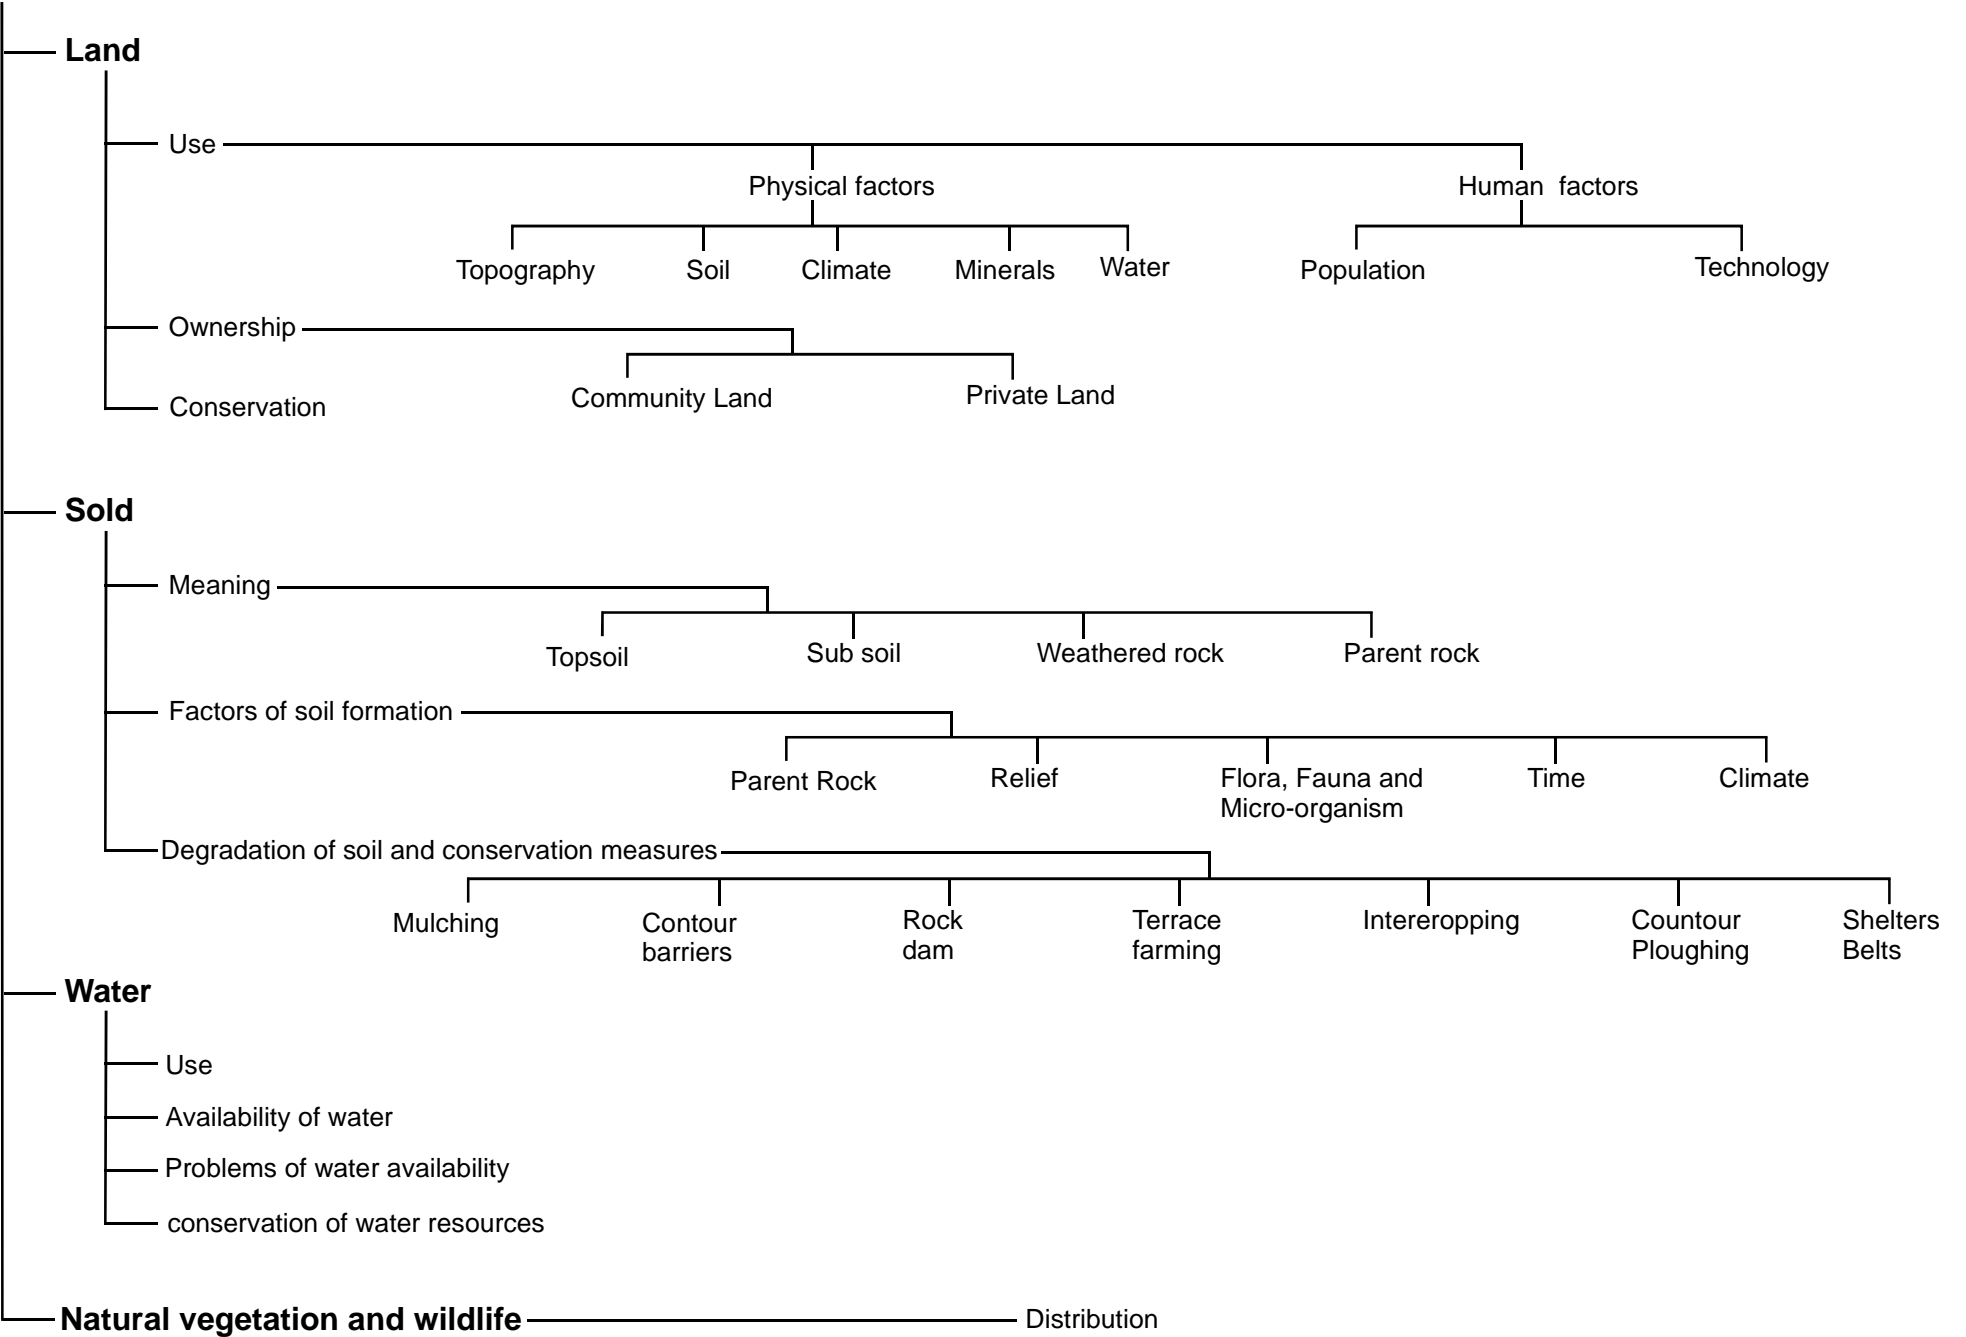 Land
Use
Physical factors
Human factors
Topography
Soil
Climate
Minerals
Water
Population
Technology
Ownership
Community Land
Private Land
Conservation
Sold
Meaning
Topsoil
Sub soil
Weathered rock
Parent rock
Factors of soil formation
Parent Rock
Relief
Flora, Fauna and
Micro-organism
Time
Climate
Degradation of soil and conservation measures
Mulching
Contour
barriers
Rock
dam
Terrace
farming
Intereropping
Countour
Ploughing
Shelters
Belts
Water
Use
Availability of water
Problems of water availability
conservation of water resources
Natural vegetation and wildlife
Distribution